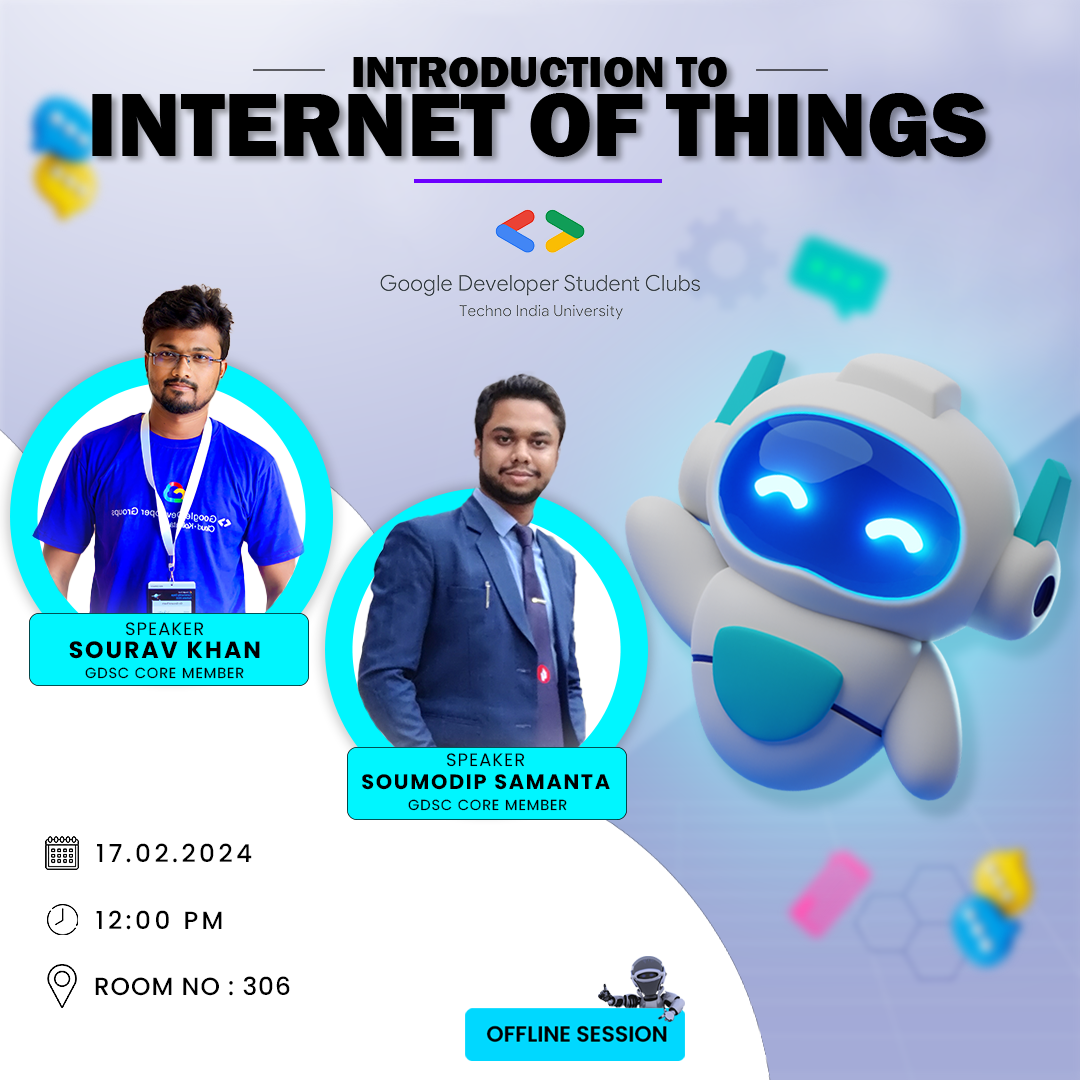 INTRODUCTION TO
INTERNET OF THINGS
Google Developer Student Clubs
Techno India University
SPEAKER
SOURAV KHAN
GDSC CORE MEMBER
SPEAKER
SOUMODIP SAMANTA
GDSC CORE MEMBER
17.02.2024
12:00 PM
ROOM NO : 306
OFFLINE SESSION